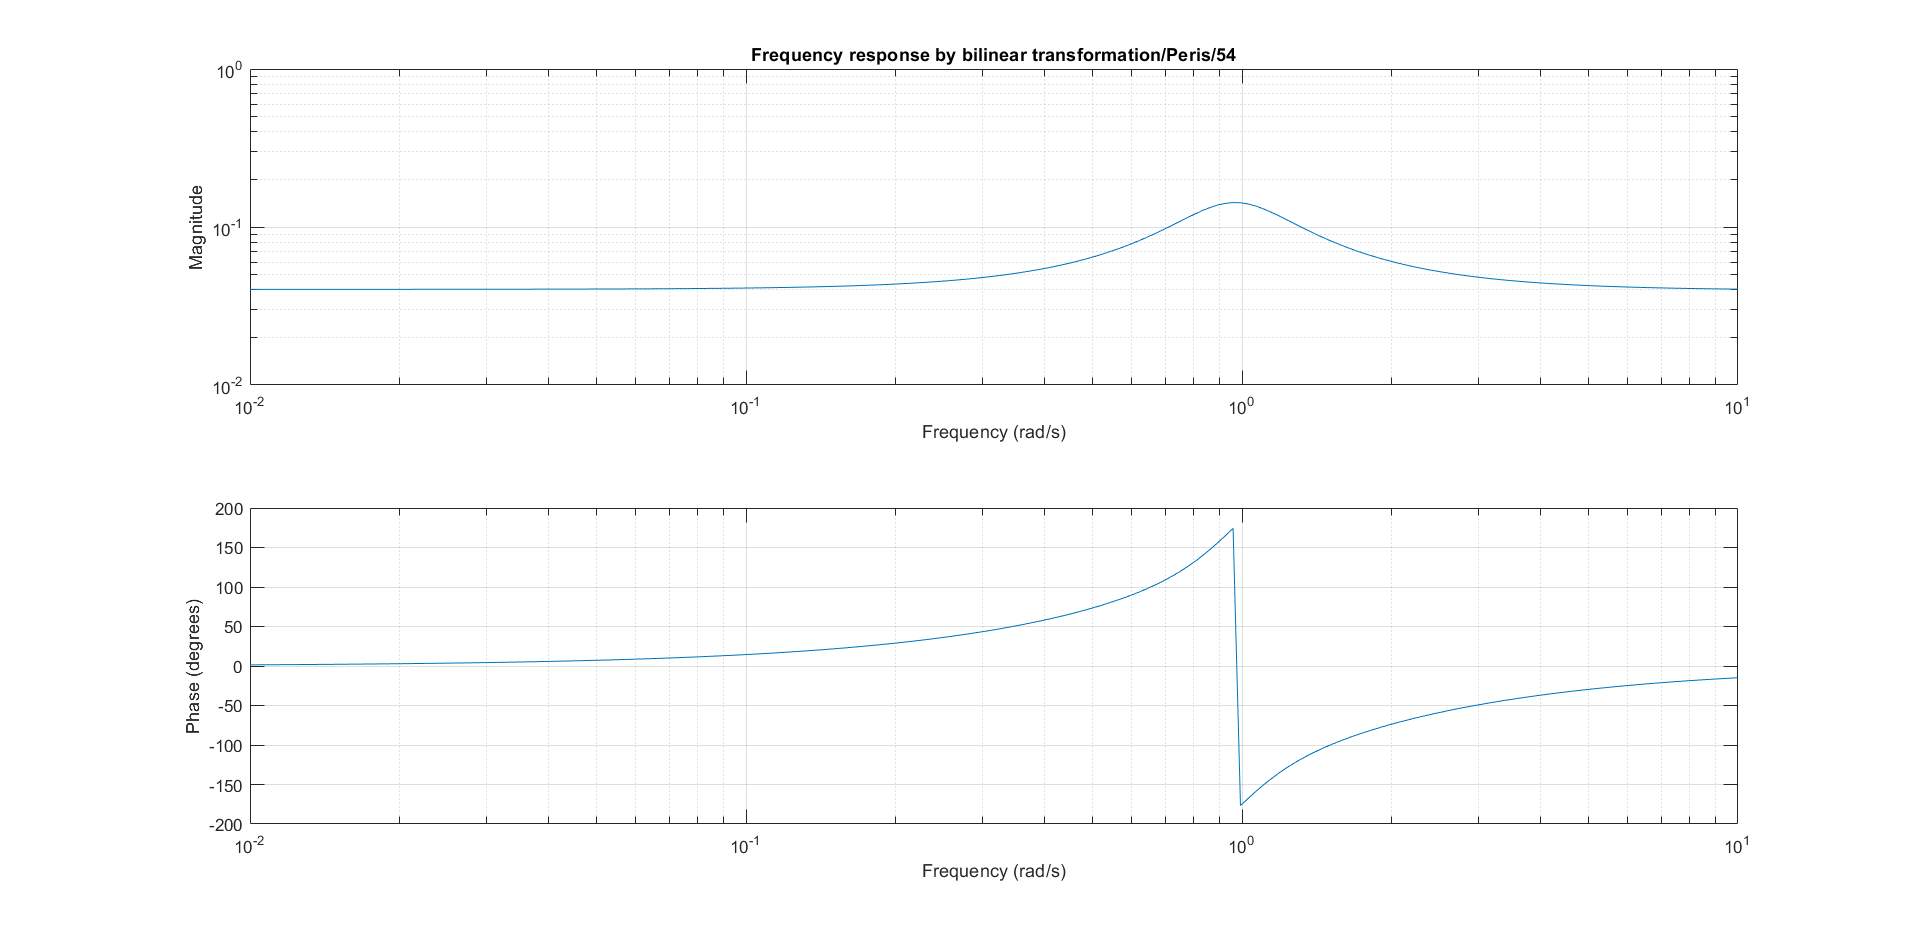 Frequency response by bilinear transformation/Peris/54
10^0
10^-1
10^-2
Magnitude
10^-2 10^-1 10^0 10^1
Frequency (rad/s)
200
150
100
50
0
-50
-100
-150
-200
Phase (degrees)
10^-2 10^-1 10^0 10^1
Frequency (rad/s)